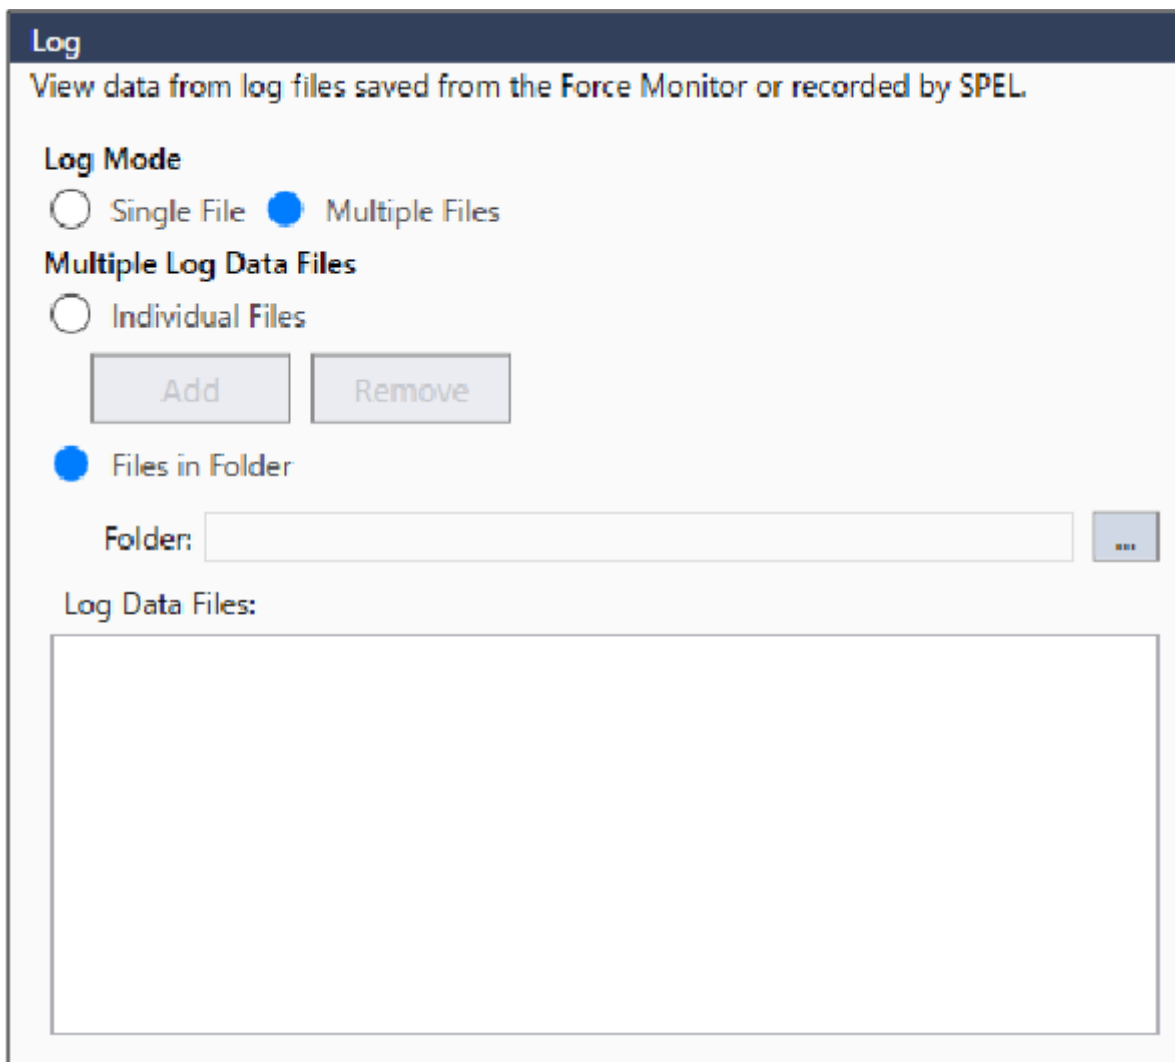 Log
View data from log files saved from the Force Monitor or recorded by SPEL.
Log Mode
Single File Multiple Files
Multiple Log Data Files
Individual Files
Add Remove
Files in Folder
Folder: ...
Log Data Files: